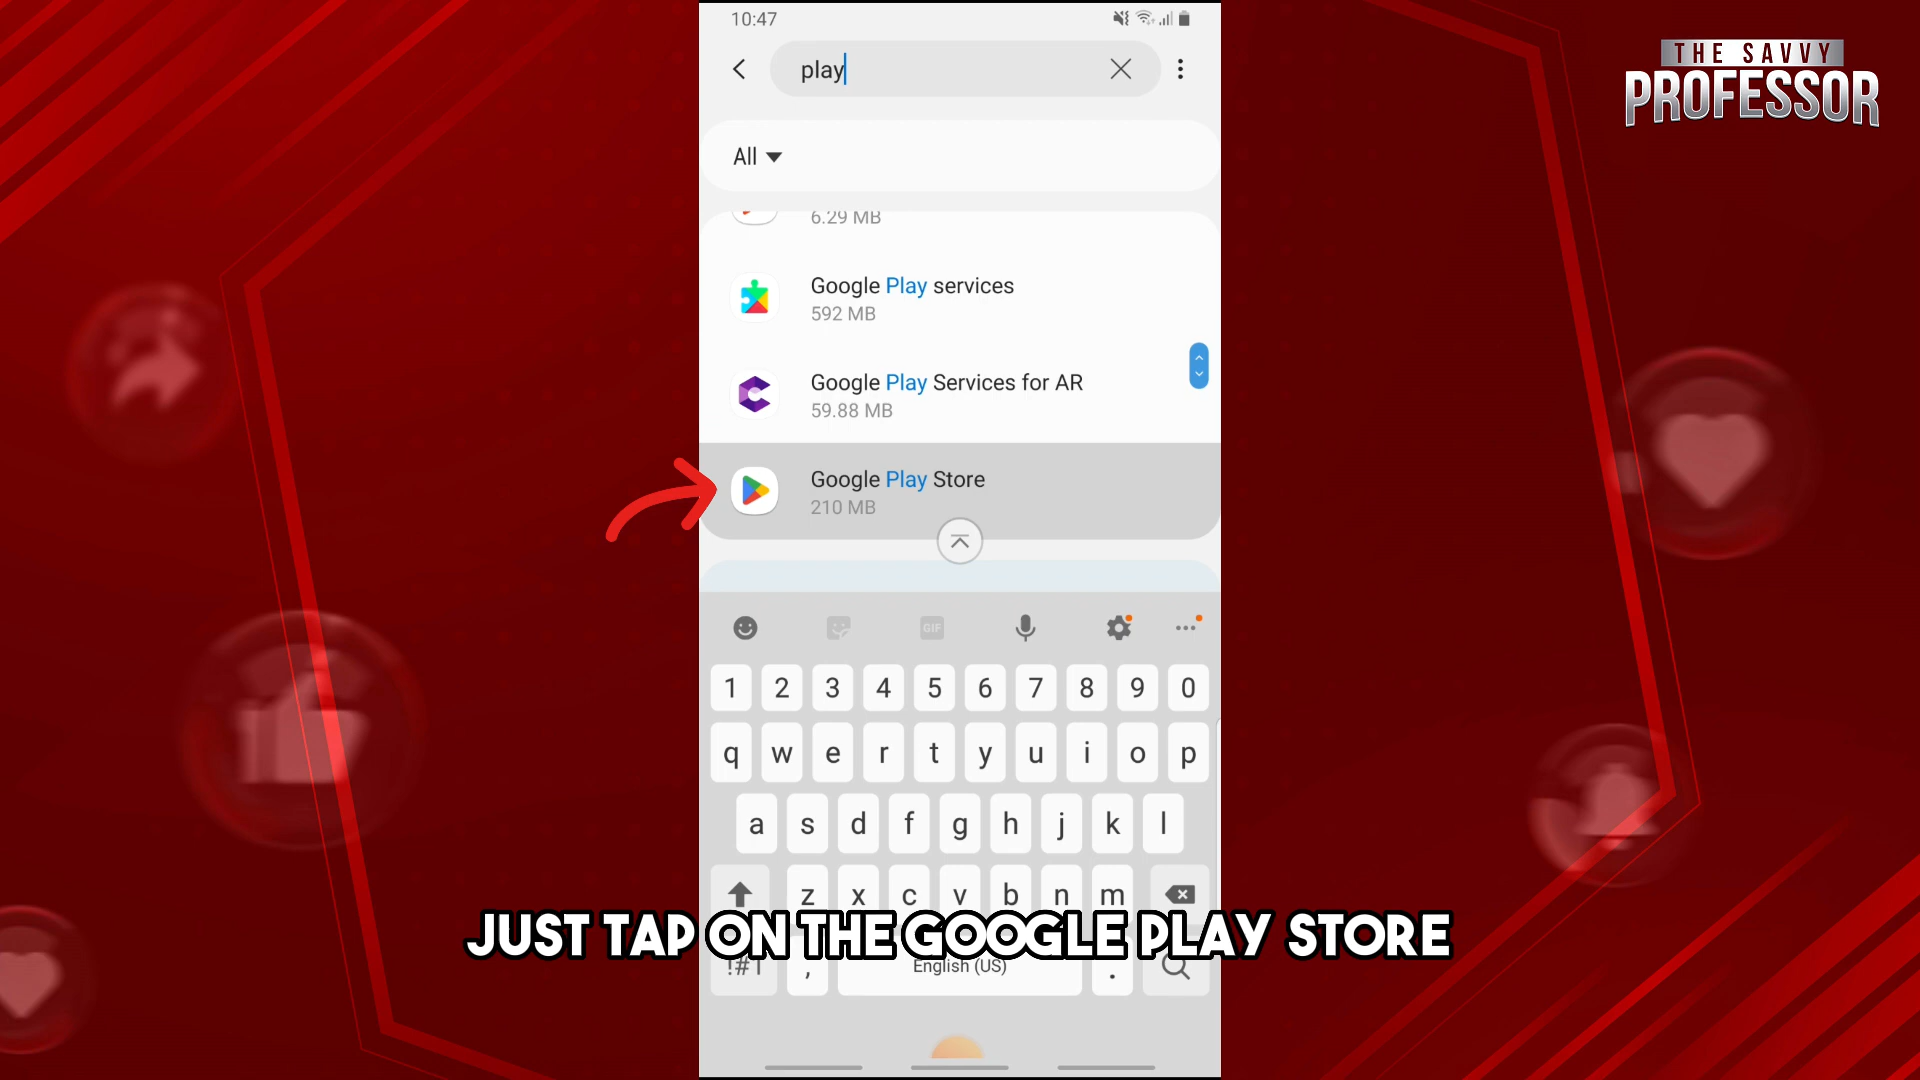 10:47
THE SAVVY
PROFESSOR
play
All
6.29 MB
Google Play services
592 MB
Google Play Services for AR
59.88 MB
Google Play Store
210 MB
GIF
1 2 3 4 5 6 7 8 9 0
q w e r t y u i o p
a s d f g h j k l
z x c v b n m
JUST TAP ON THE GOOGLE PLAY STORE
!#1 , English (US) .